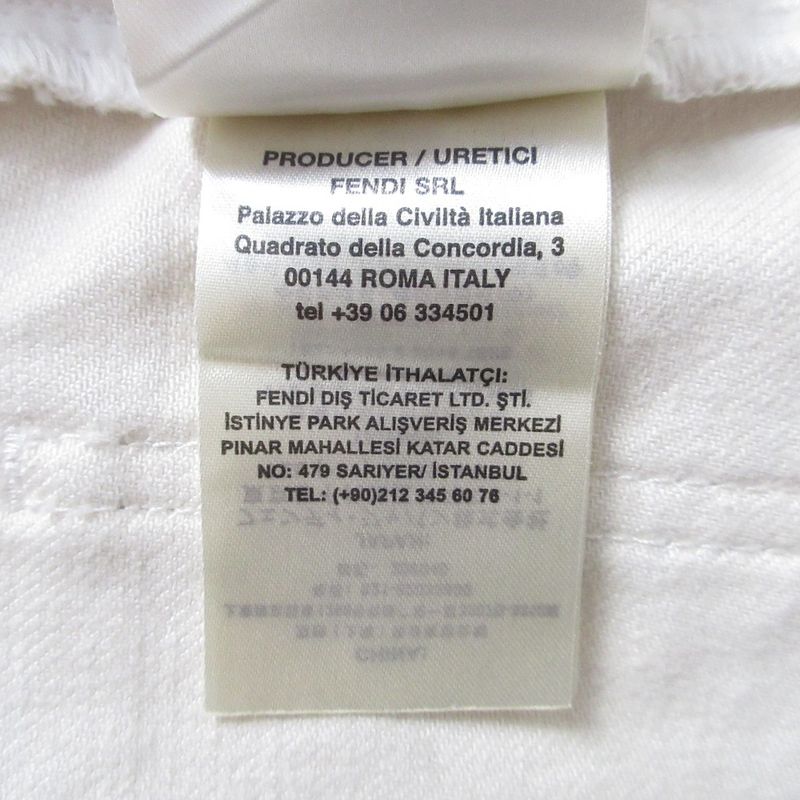 PRODUCER / URETICI
FENDI SRL
Palazzo della Civiltà Italiana
Quadrato della Concordia, 3
00144 ROMA ITALY
tel +39 06 334501
TÜRKİYE İTHALATÇI:
FENDİ DIŞ TİCARET LTD. ŞTİ.
İSTİNYE PARK ALIŞVERİŞ MERKEZİ
PINAR MAHALLESİ KATAR CADDESİ
NO: 479 SARIYER/ İSTANBUL
TEL: (+90)212 345 60 76
JAPAN:
CHINA: